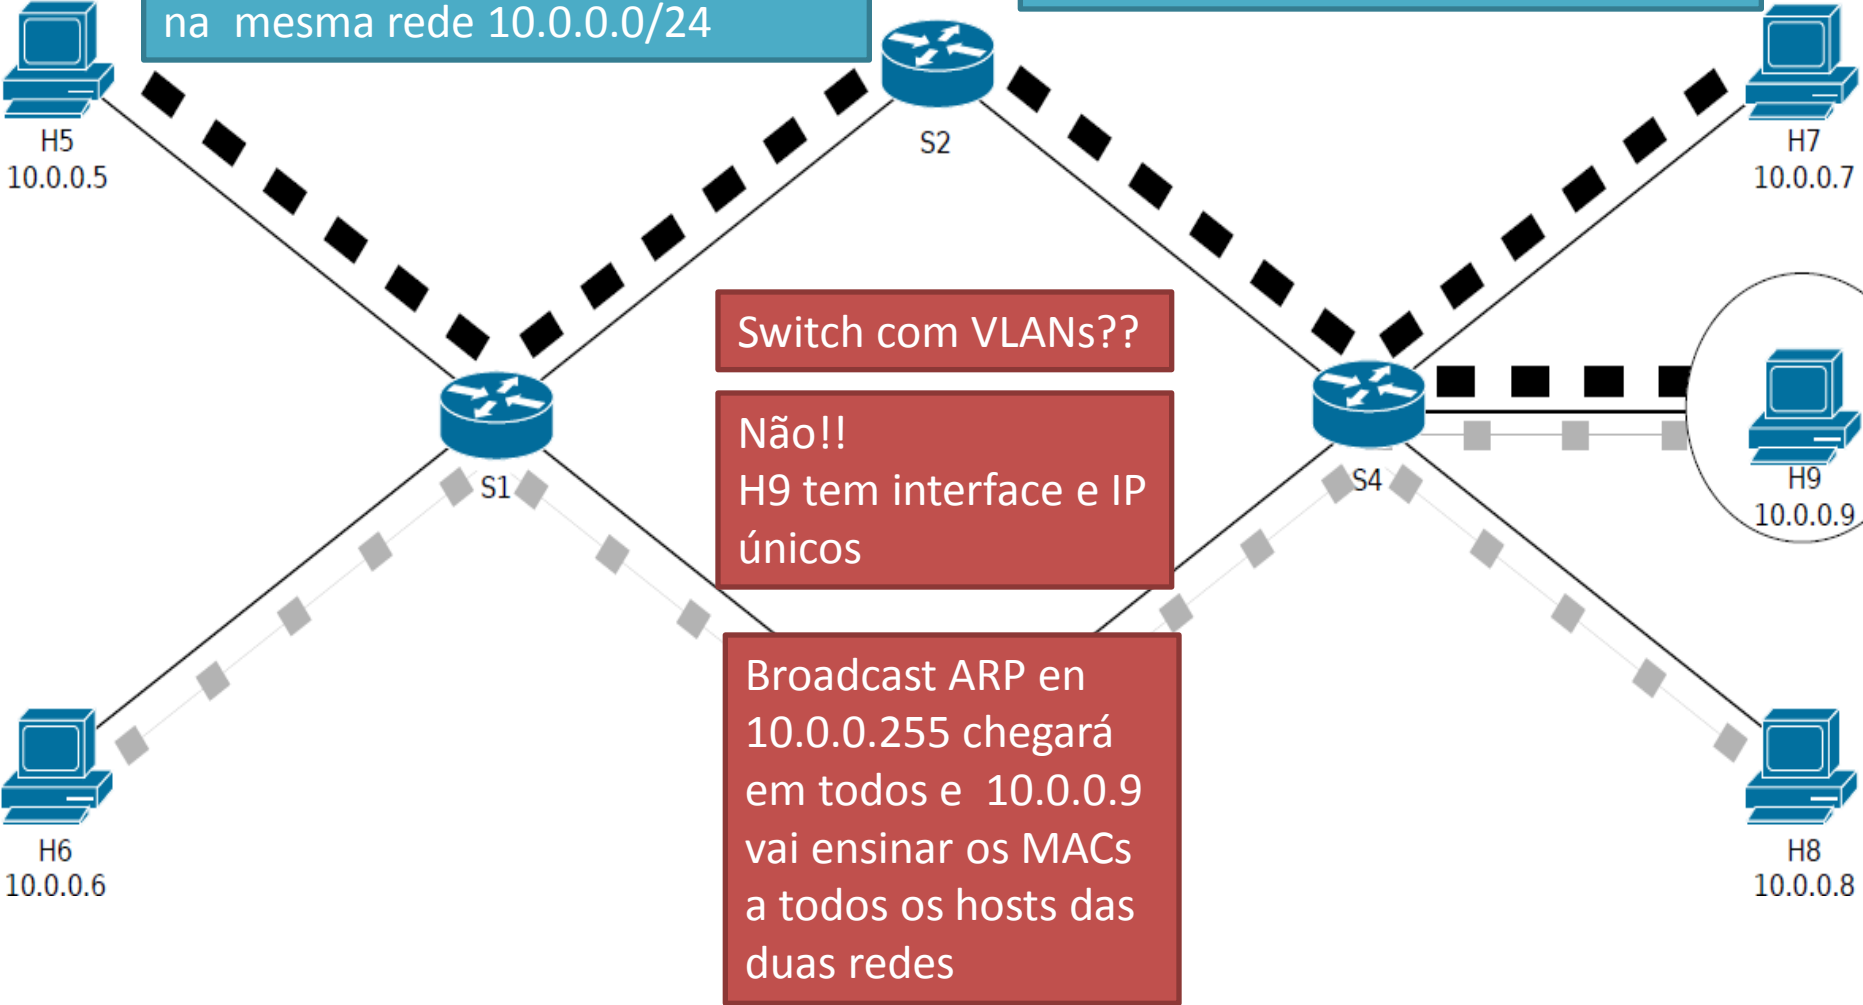 na mesma rede 10.0.0.0/24
H5
10.0.0.5
S2
H7
10.0.0.7
Switch com VLANs??
Não!!
H9 tem interface e IP
únicos
S1
S4
H9
10.0.0.9
Broadcast ARP en
10.0.0.255 chegará
em todos e 10.0.0.9
vai ensinar os MACs
a todos os hosts das
duas redes
H6
10.0.0.6
H8
10.0.0.8